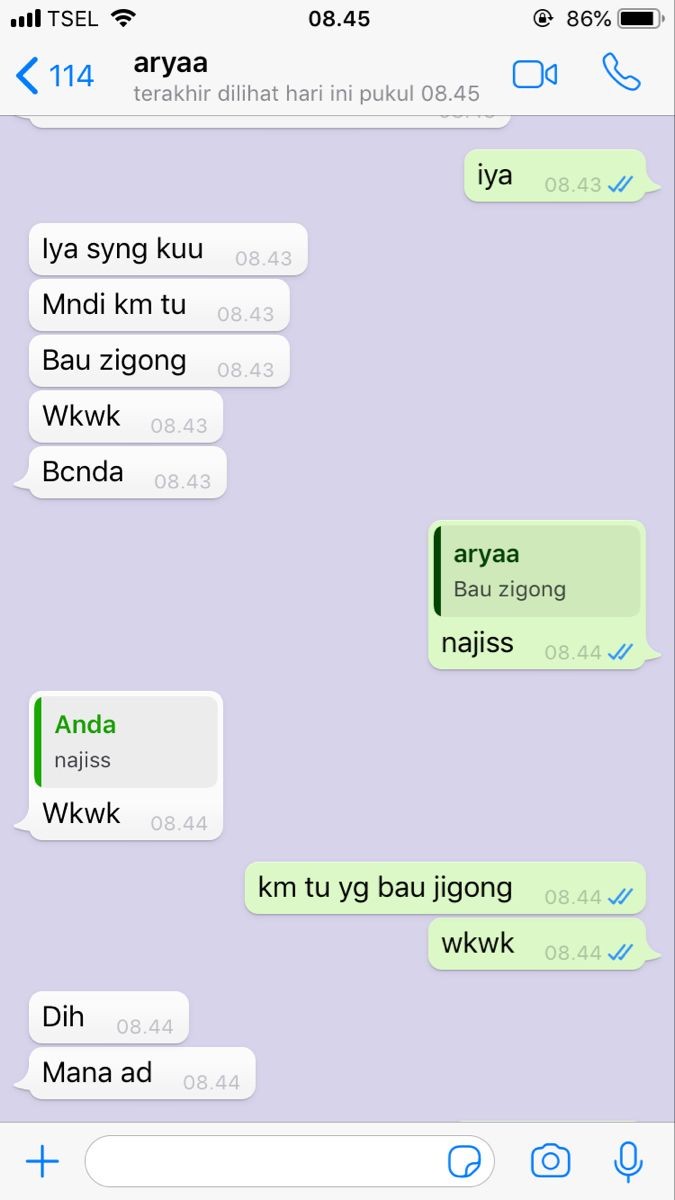 TSEL 08.45 86%
114 aryaa
terakhir dilihat hari ini pukul 08.45
iya 08.43
Iya syng kuu 08.43
Mndi km tu 08.43
Bau zigong 08.43
Wkwk 08.43
Bcnda 08.43
aryaa
Bau zigong
najiss 08.44
Anda
najiss
Wkwk 08.44
km tu yg bau jigong 08.44
wkwk 08.44
Dih 08.44
Mana ad 08.44